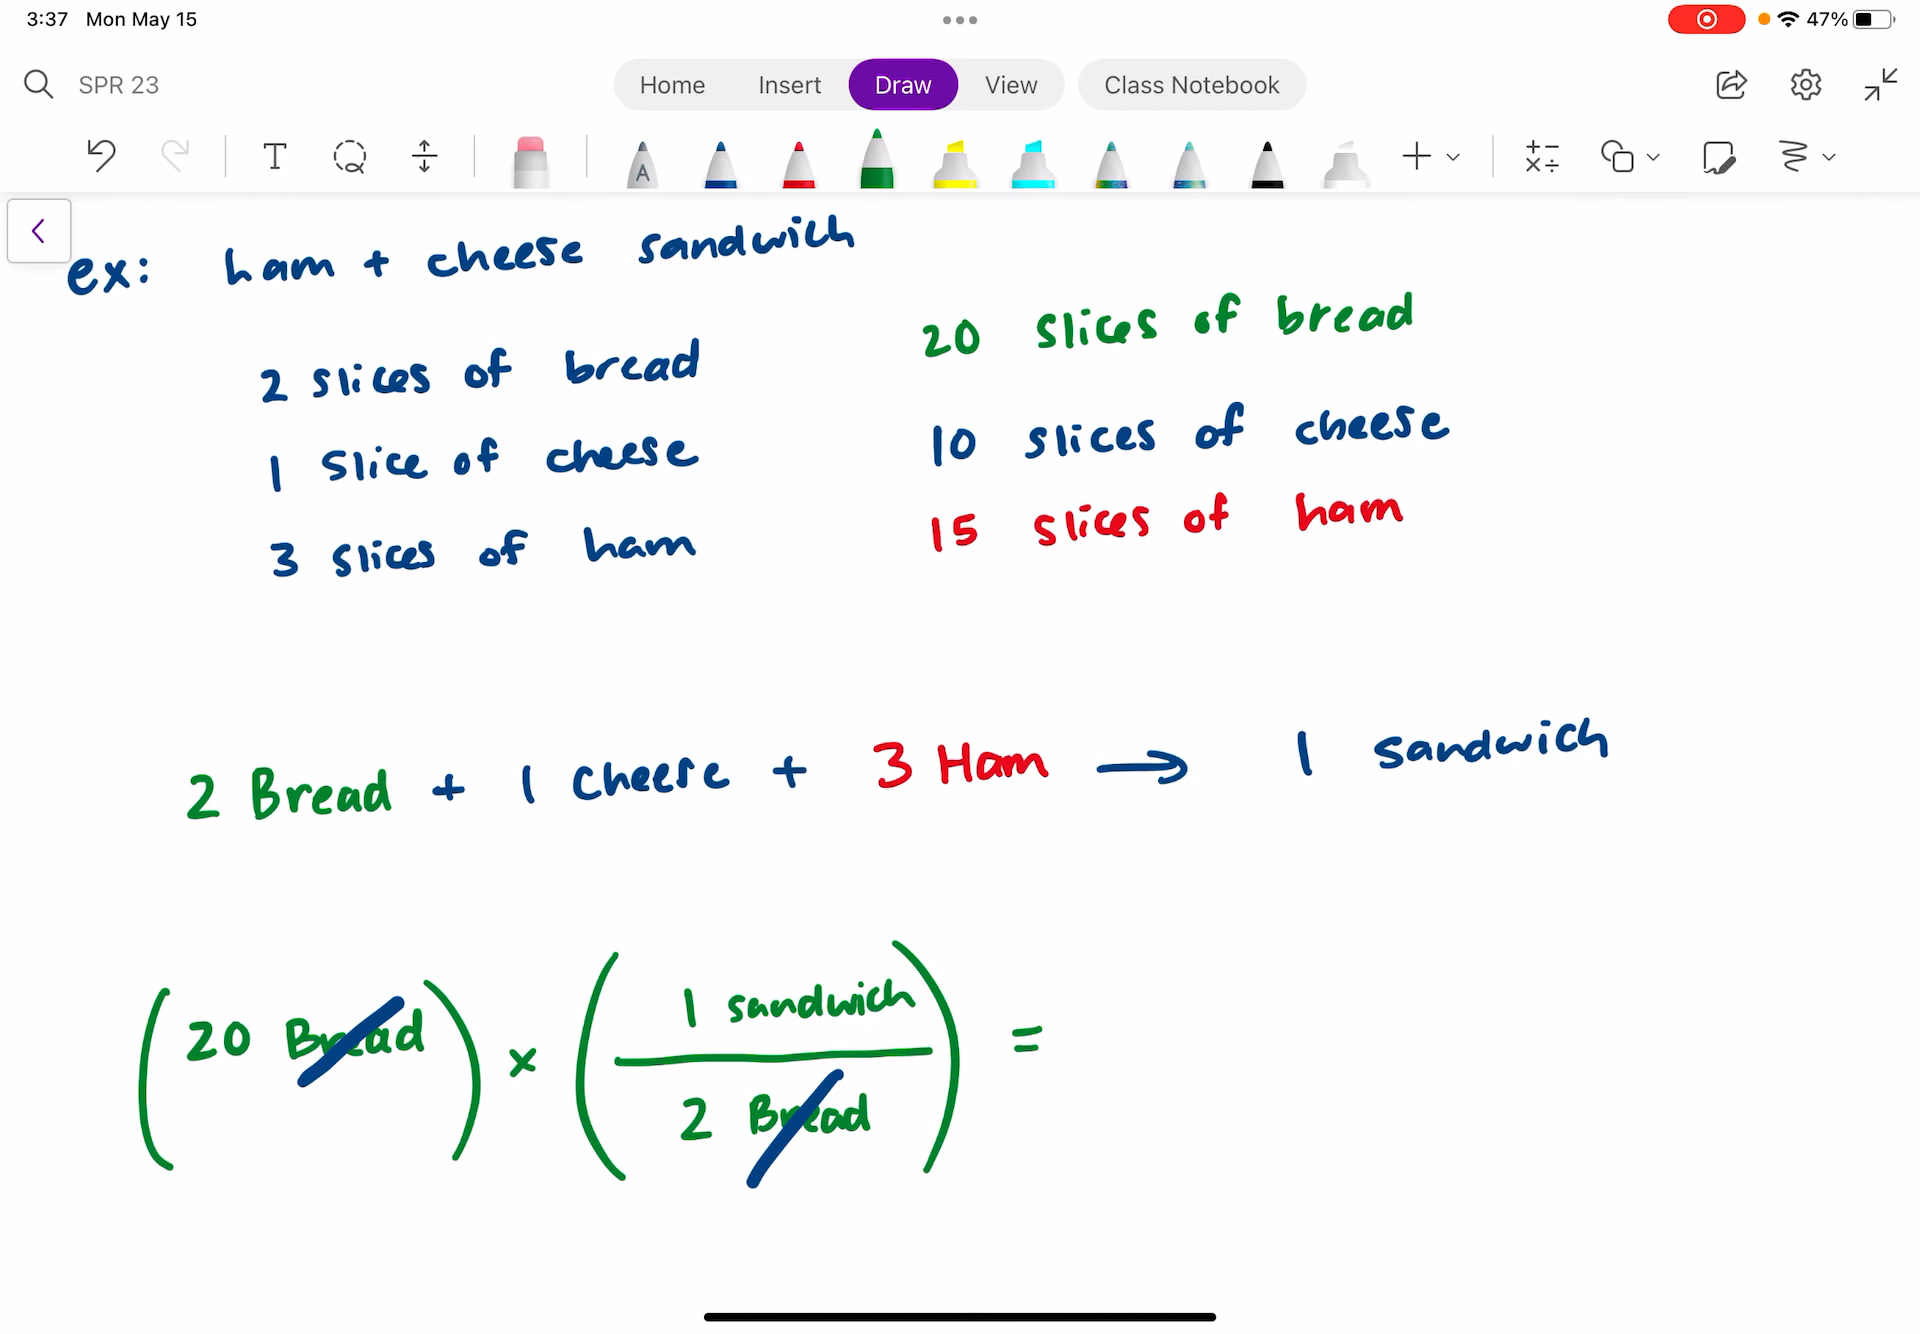 3:37 Mon May 15 47%
SPR 23 Home Insert Draw View Class Notebook
T A
ex: ham + cheese sandwich
2 slices of bread
1 slice of cheese
3 slices of ham
20 slices of bread
10 slices of cheese
15 slices of ham
2 Bread + 1 Cheese + 3 Ham → 1 sandwich
(20 Bread) x (1 sandwich / 2 Bread) =